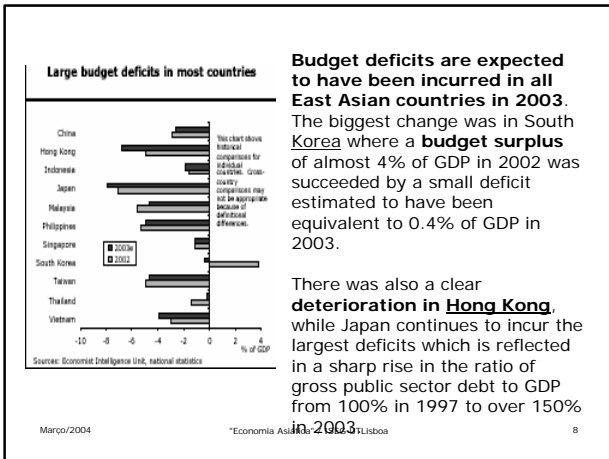 Large budget deficits in most countries
China
Hong Kong
Indonesia
Japan
Malaysia
Philippines
Singapore
South Korea
Taiwan
Thailand
Vietnam
This chart shows
historical
comparisons for
individual
countries. Cross-
country
comparisons may
not be appropriate
because of
definitional
differences.
2003e
2002
-10 -8 -6 -4 -2 0 2 4
% of GDP
Sources: Economist Intelligence Unit, national statistics
Budget deficits are expected
to have been incurred in all
East Asian countries in 2003.
The biggest change was in South
Korea where a budget surplus
of almost 4% of GDP in 2002 was
succeeded by a small deficit
estimated to have been
equivalent to 0.4% of GDP in
2003.
There was also a clear
deterioration in Hong Kong,
while Japan continues to incur the
largest deficits which is reflected
in a sharp rise in the ratio of
gross public sector debt to GDP
from 100% in 1997 to over 150%
in 2003.
Março/2004
"Economia Asiática" / ISEG-UTLisboa
8